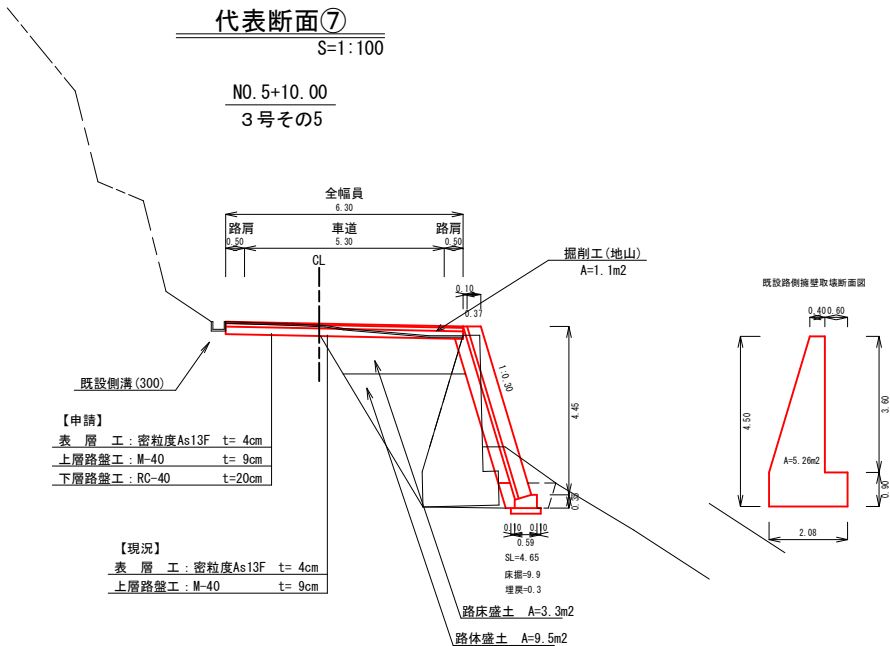 代表断面⑦
S=1:100
NO.5+10.00
３号その5
全幅員
6.30
路肩 車道 路肩
0.50 5.30 0.50
CL
掘削工(地山)
A=1.1m2
0.10
0.37
1:0.30
4.45
既設側溝(300)
【申請】
表 層 工：密粒度As13F t= 4cm
上層路盤工：M-40 t= 9cm
下層路盤工：RC-40 t=20cm
【現況】
表 層 工：密粒度As13F t= 4cm
上層路盤工：M-40 t= 9cm
0.10 0.10
0.59
SL=4.65
床掘=9.9
埋戻=0.3
路床盛土 A=3.3m2
路体盛土 A=9.5m2
既設路側擁壁取壊断面図
0.40 0.60
4.50
3.60
A=5.26m2
0.90
2.08